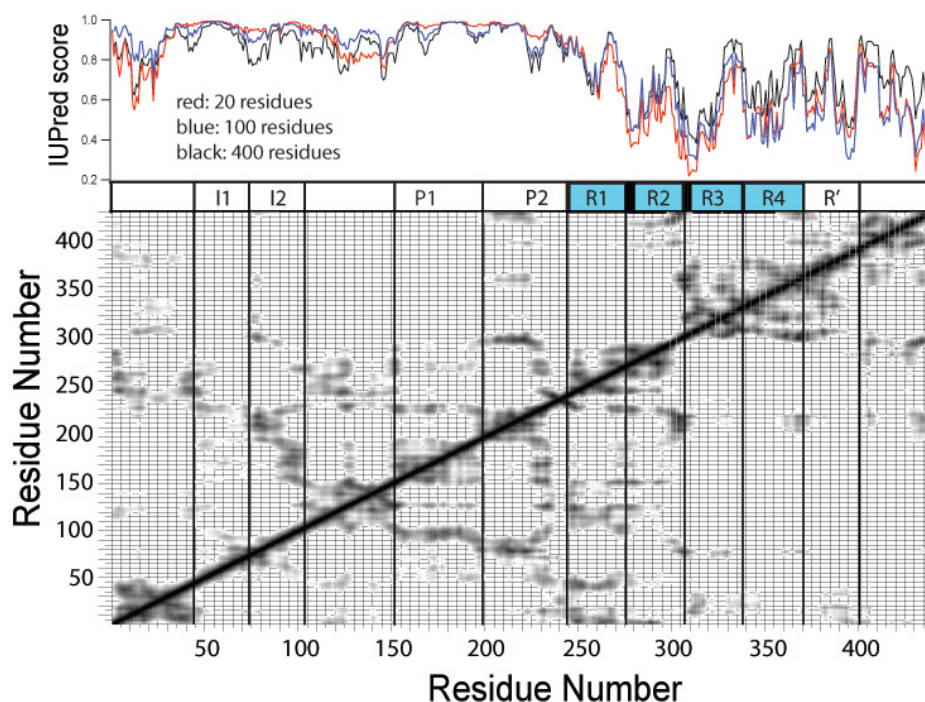 IUPred score
1.0
0.8
0.6
0.4
0.2
red: 20 residues
blue: 100 residues
black: 400 residues
I1 I2 P1 P2 R1 R2 R3 R4 R'
Residue Number
400
350
300
250
200
150
100
50
50 100 150 200 250 300 350 400
Residue Number